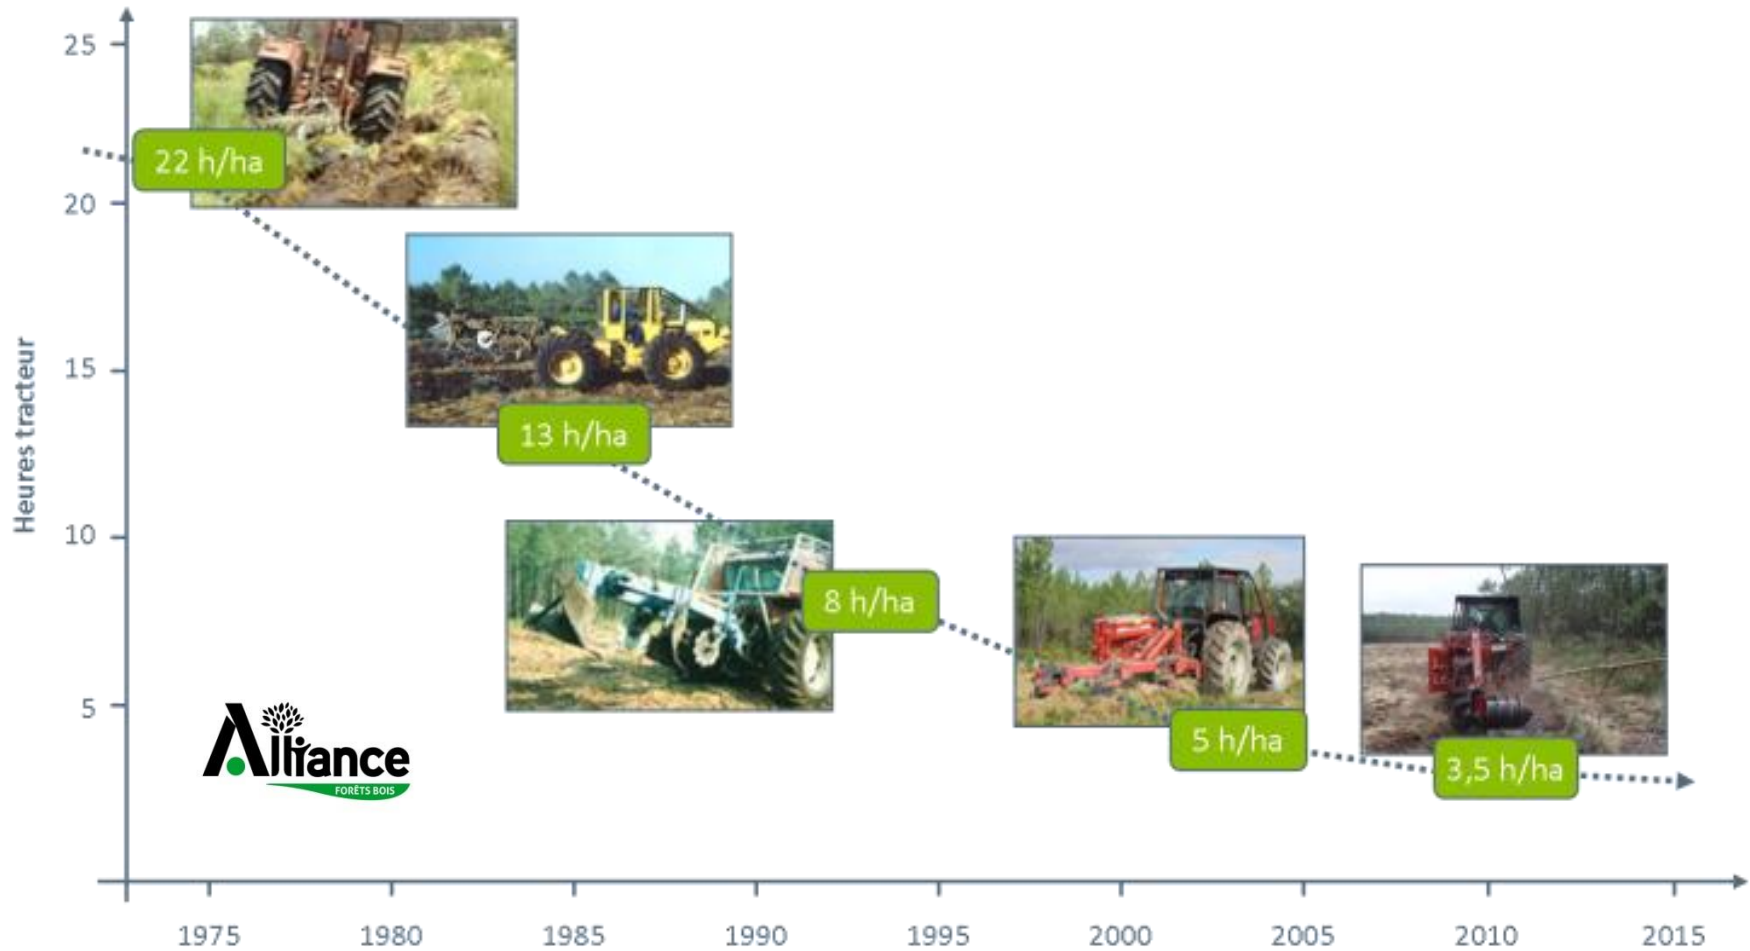 25
22 h/ha
20
Heures tracteur
15
13 h/ha
10
8 h/ha
5
5 h/ha
3,5 h/ha
Alliance
FORÊTS BOIS
1975 1980 1985 1990 1995 2000 2005 2010 2015